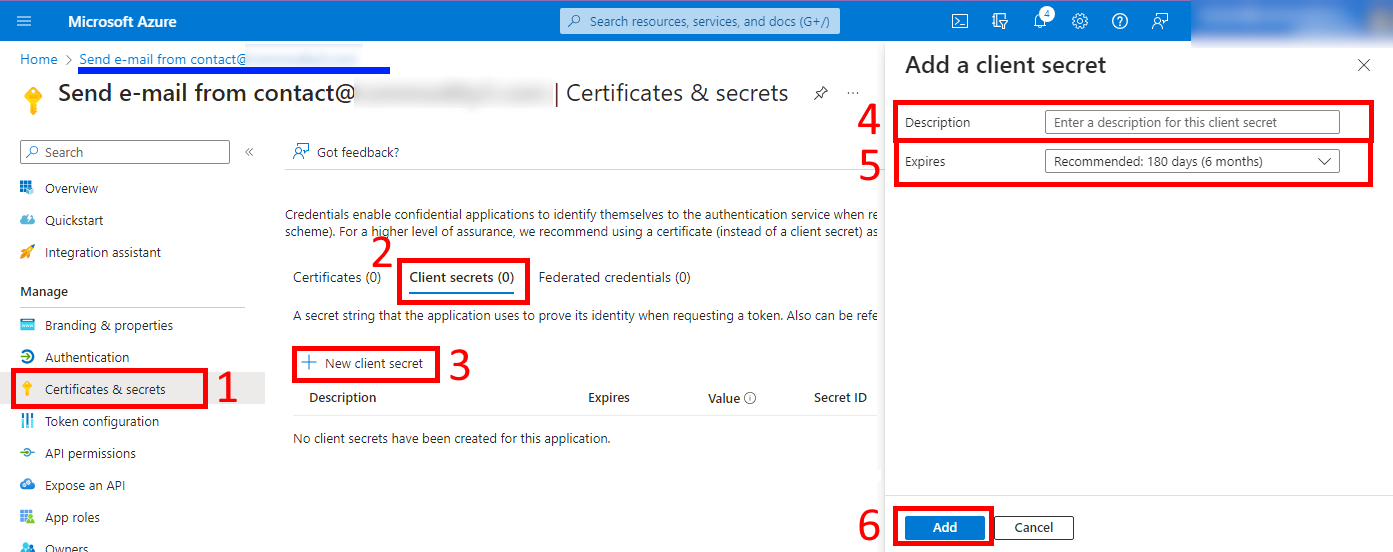 Microsoft Azure
Search resources, services, and docs (G+/)
4
Home > Send e-mail from contact@
Send e-mail from contact@ | Certificates & secrets
Search
Got feedback?
Overview
Quickstart
Integration assistant
Manage
Branding & properties
Authentication
Certificates & secrets
1
Token configuration
API permissions
Expose an API
App roles
Owners
Credentials enable confidential applications to identify themselves to the authentication service when re
scheme). For a higher level of assurance, we recommend using a certificate (instead of a client secret) as
2
Certificates (0)
Client secrets (0)
Federated credentials (0)
A secret string that the application uses to prove its identity when requesting a token. Also can be refe
New client secret
3
Description
Expires
Value
Secret ID
No client secrets have been created for this application.
Add a client secret
4
Description
Enter a description for this client secret
5
Expires
Recommended: 180 days (6 months)
6
Add
Cancel